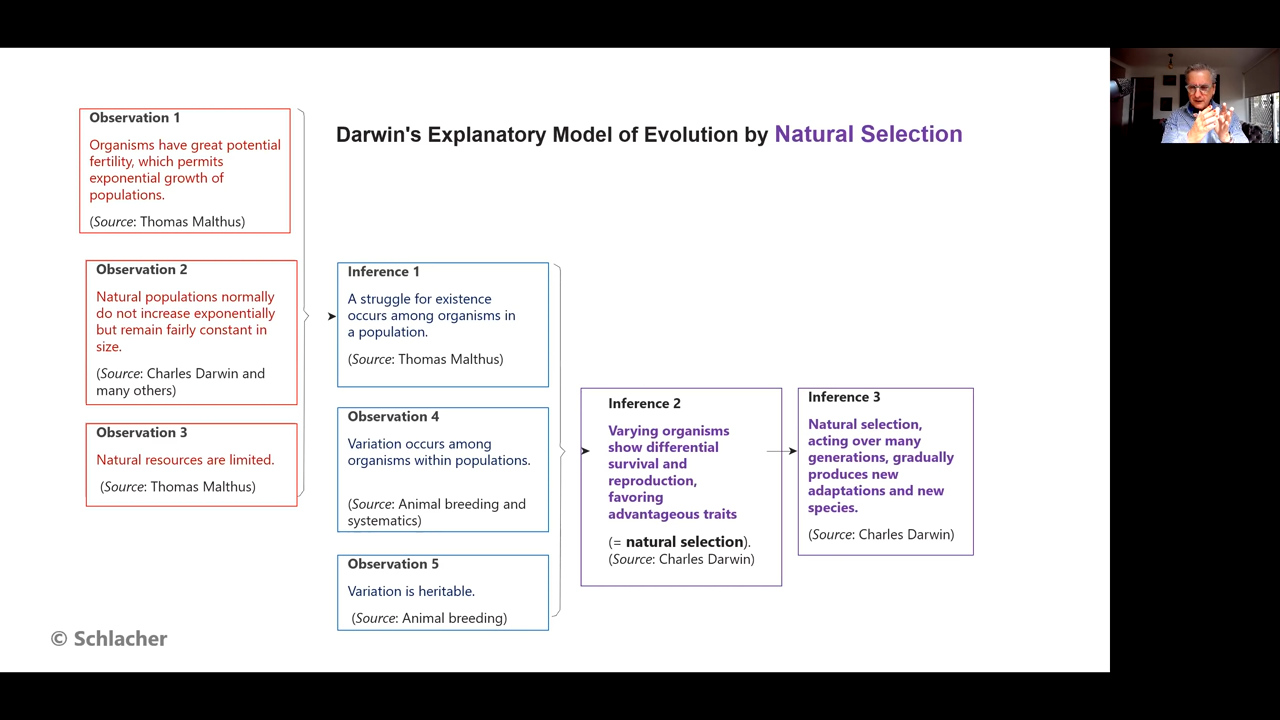 Darwin's Explanatory Model of Evolution by Natural Selection
Observation 1
Organisms have great potential
fertility, which permits
exponential growth of
populations.
(Source: Thomas Malthus)
Observation 2
Natural populations normally
do not increase exponentially
but remain fairly constant in
size.
(Source: Charles Darwin and
many others)
Observation 3
Natural resources are limited.
(Source: Thomas Malthus)
Inference 1
A struggle for existence
occurs among organisms in
a population.
(Source: Thomas Malthus)
Observation 4
Variation occurs among
organisms within populations.
(Source: Animal breeding and
systematics)
Observation 5
Variation is heritable.
(Source: Animal breeding)
Inference 2
Varying organisms
show differential
survival and
reproduction,
favoring
advantageous traits
(= natural selection).
(Source: Charles Darwin)
Inference 3
Natural selection,
acting over many
generations, gradually
produces new
adaptations and new
species.
(Source: Charles Darwin)
© Schlacher